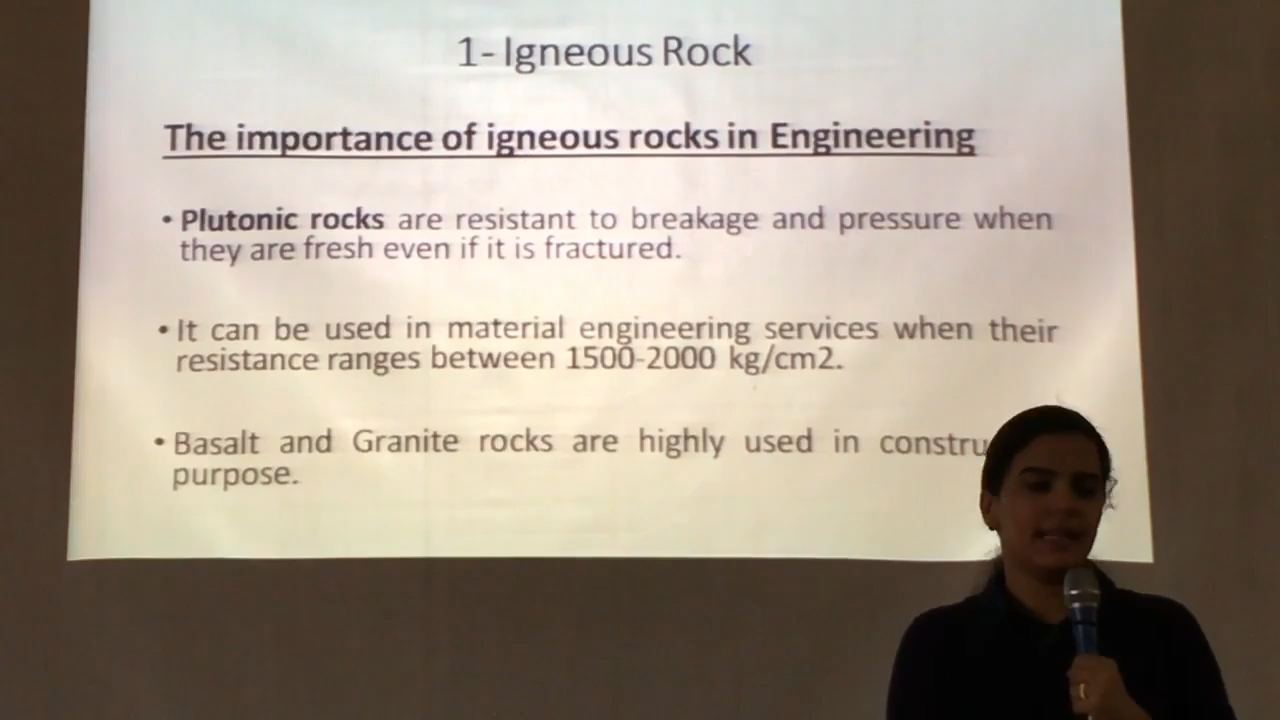 1- Igneous Rock
The importance of igneous rocks in Engineering
• Plutonic rocks are resistant to breakage and pressure when
they are fresh even if it is fractured.
• It can be used in material engineering services when their
resistance ranges between 1500-2000 kg/cm2.
• Basalt and Granite rocks are highly used in constru
purpose.